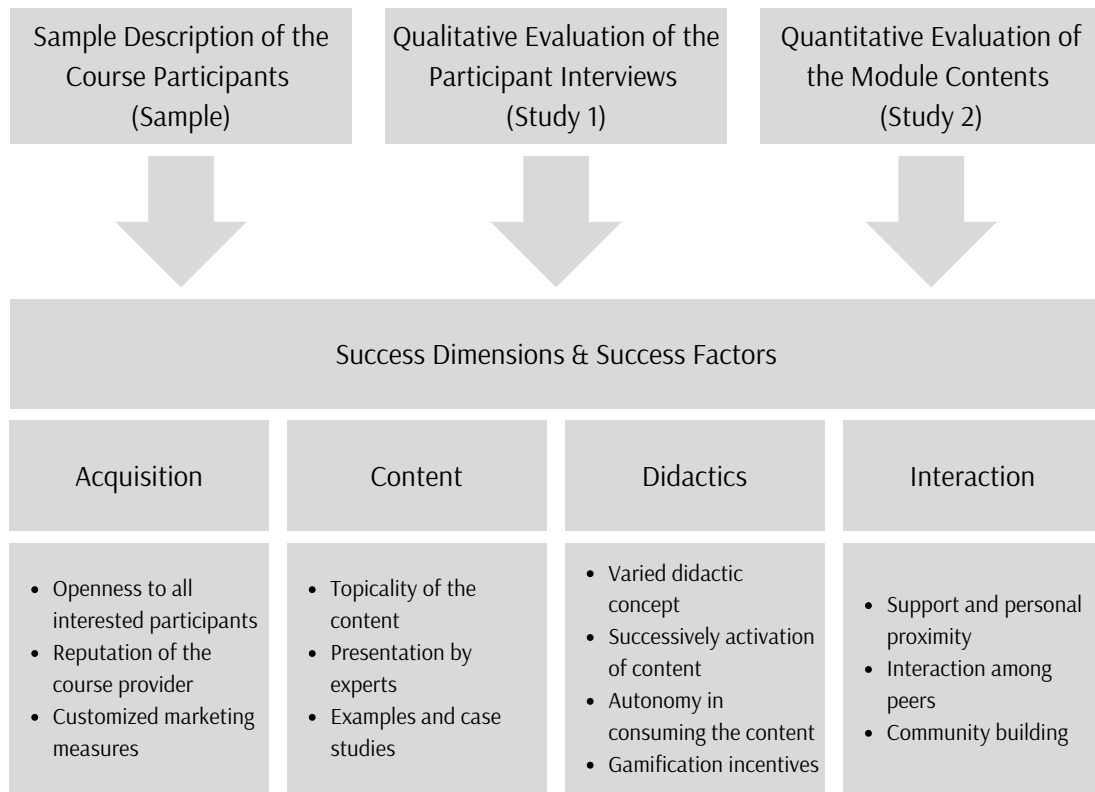 Sample Description of the
Course Participants
(Sample)
Qualitative Evaluation of the
Participant Interviews
(Study 1)
Quantitative Evaluation of
the Module Contents
(Study 2)
Success Dimensions & Success Factors
Acquisition
Content
Didactics
Interaction
• Openness to all
interested participants
• Reputation of the
course provider
• Customized marketing
measures
• Topicality of the
content
• Presentation by
experts
• Examples and case
studies
• Varied didactic
concept
• Successively activation
of content
• Autonomy in
consuming the content
• Gamification incentives
• Support and personal
proximity
• Interaction among
peers
• Community building